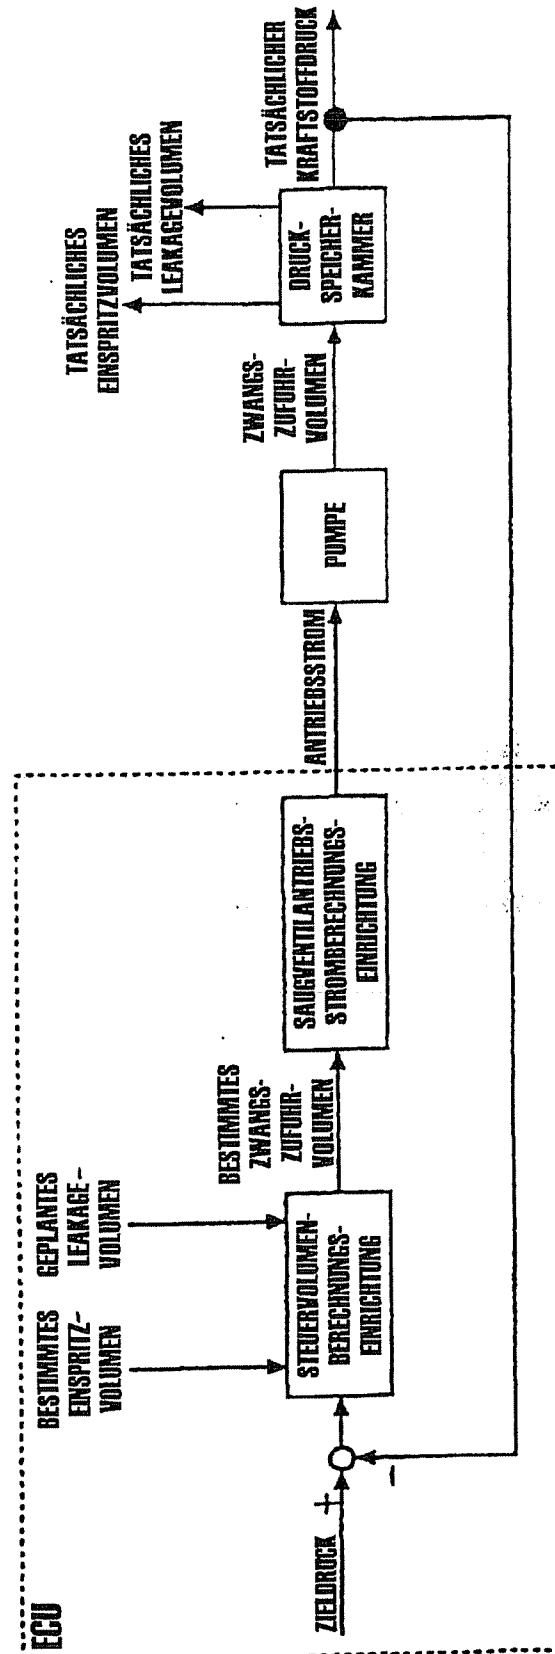 ECU
ZIELDRUCK
+
−
BESTIMMTES
EINSPRITZ-
VOLUMEN
GEPLANTES
LEAKAGE-
VOLUMEN
STEUERVOLUMEN-
BERECHNUNGS-
EINRICHTUNG
BESTIMMTES
ZWANGS-
ZUFUHR-
VOLUMEN
SAUGVENTILANTRIEBS-
STROMBERECHNUNGS-
EINRICHTUNG
ANTRIEBSSTROM
PUMPE
ZWANGS-
ZUFUHR-
VOLUMEN
DRUCK-
SPEICHER-
KAMMER
TATSÄCHLICHES
EINSPRITZVOLUMEN
TATSÄCHLICHES
LEAKAGEVOLUMEN
TATSÄCHLICHER
KRAFTSTOFFDRUCK